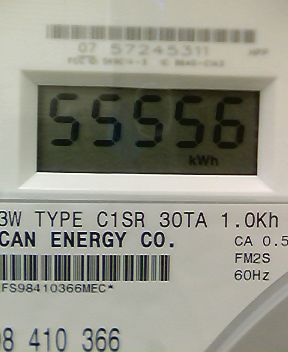 07 57245311
55556
kWh
3W TYPE C1SR 30TA 1.0Kh
CAN ENERGY CO.
CA 0.5
FM2S
60Hz
FS98410366MEC*
98 410 366